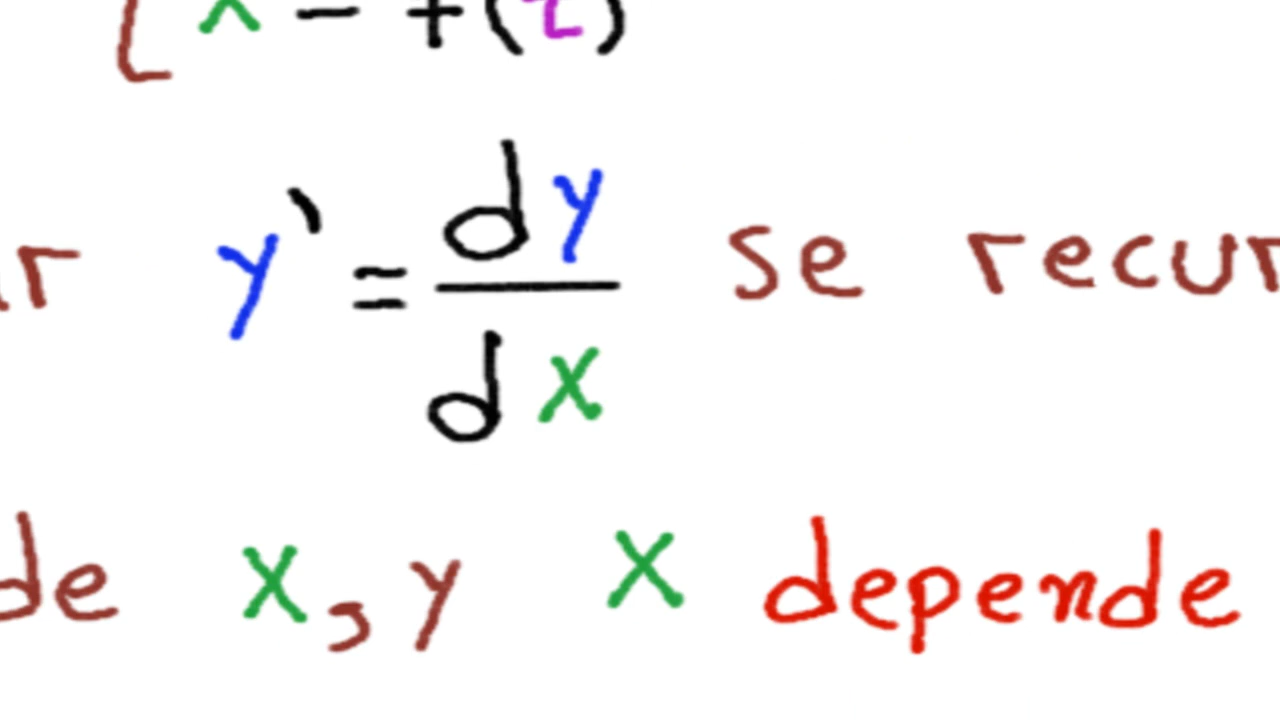 y' = dy
dx
se recur
de x, y x depende